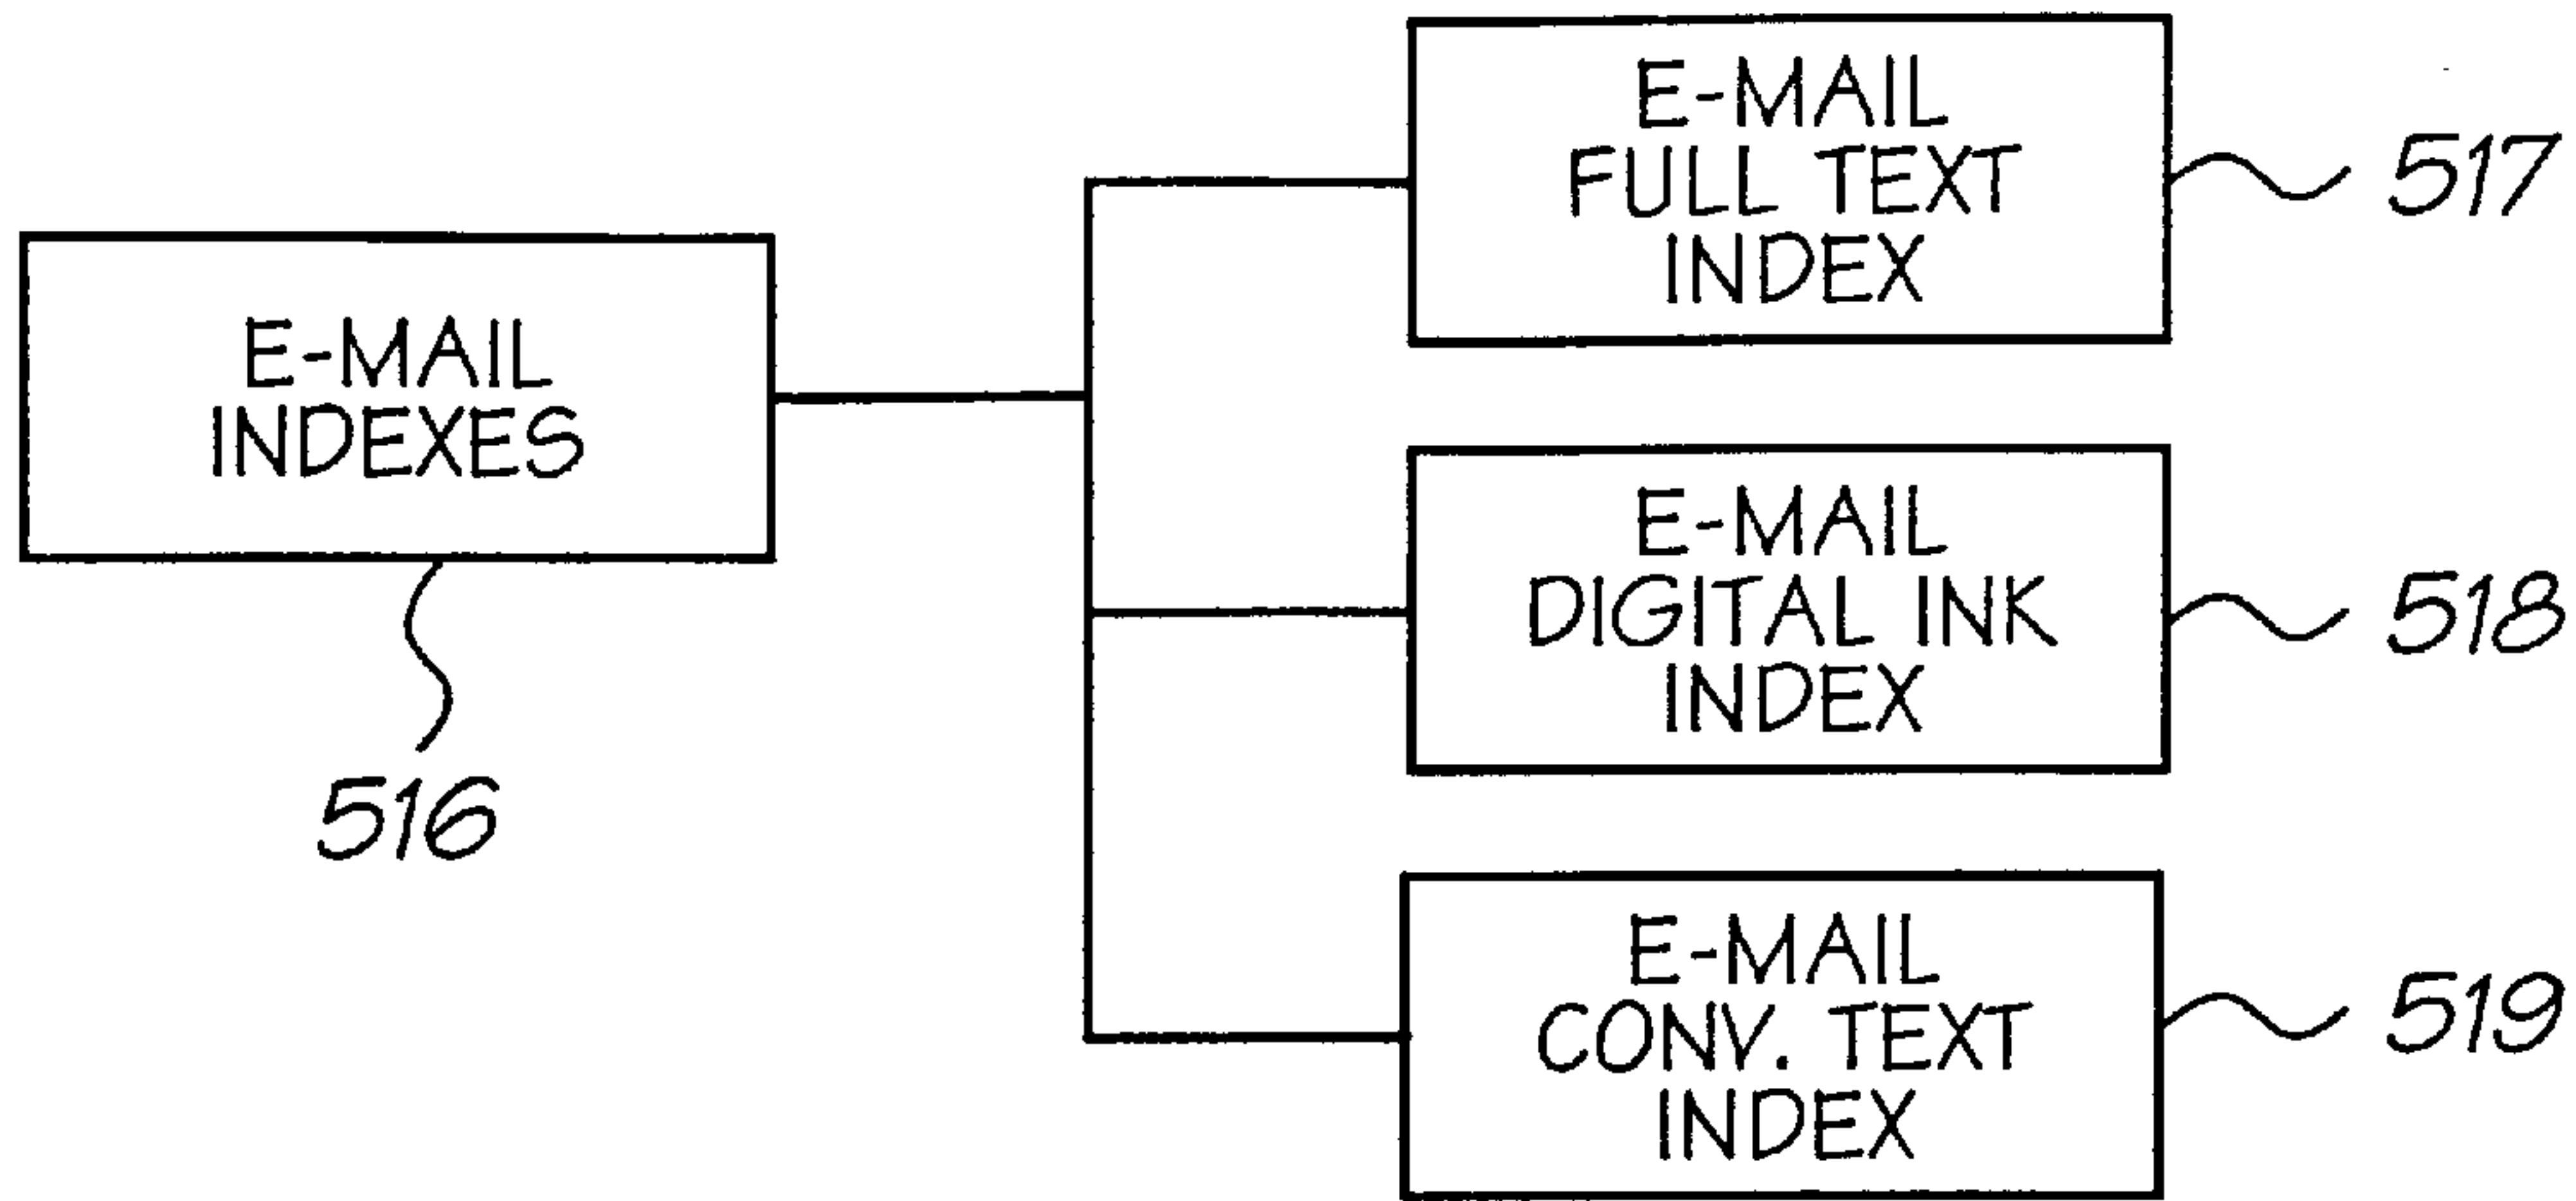 E-MAIL
INDEXES
516
E-MAIL
FULL TEXT
INDEX
517
E-MAIL
DIGITAL INK
INDEX
518
E-MAIL
CONV. TEXT
INDEX
519